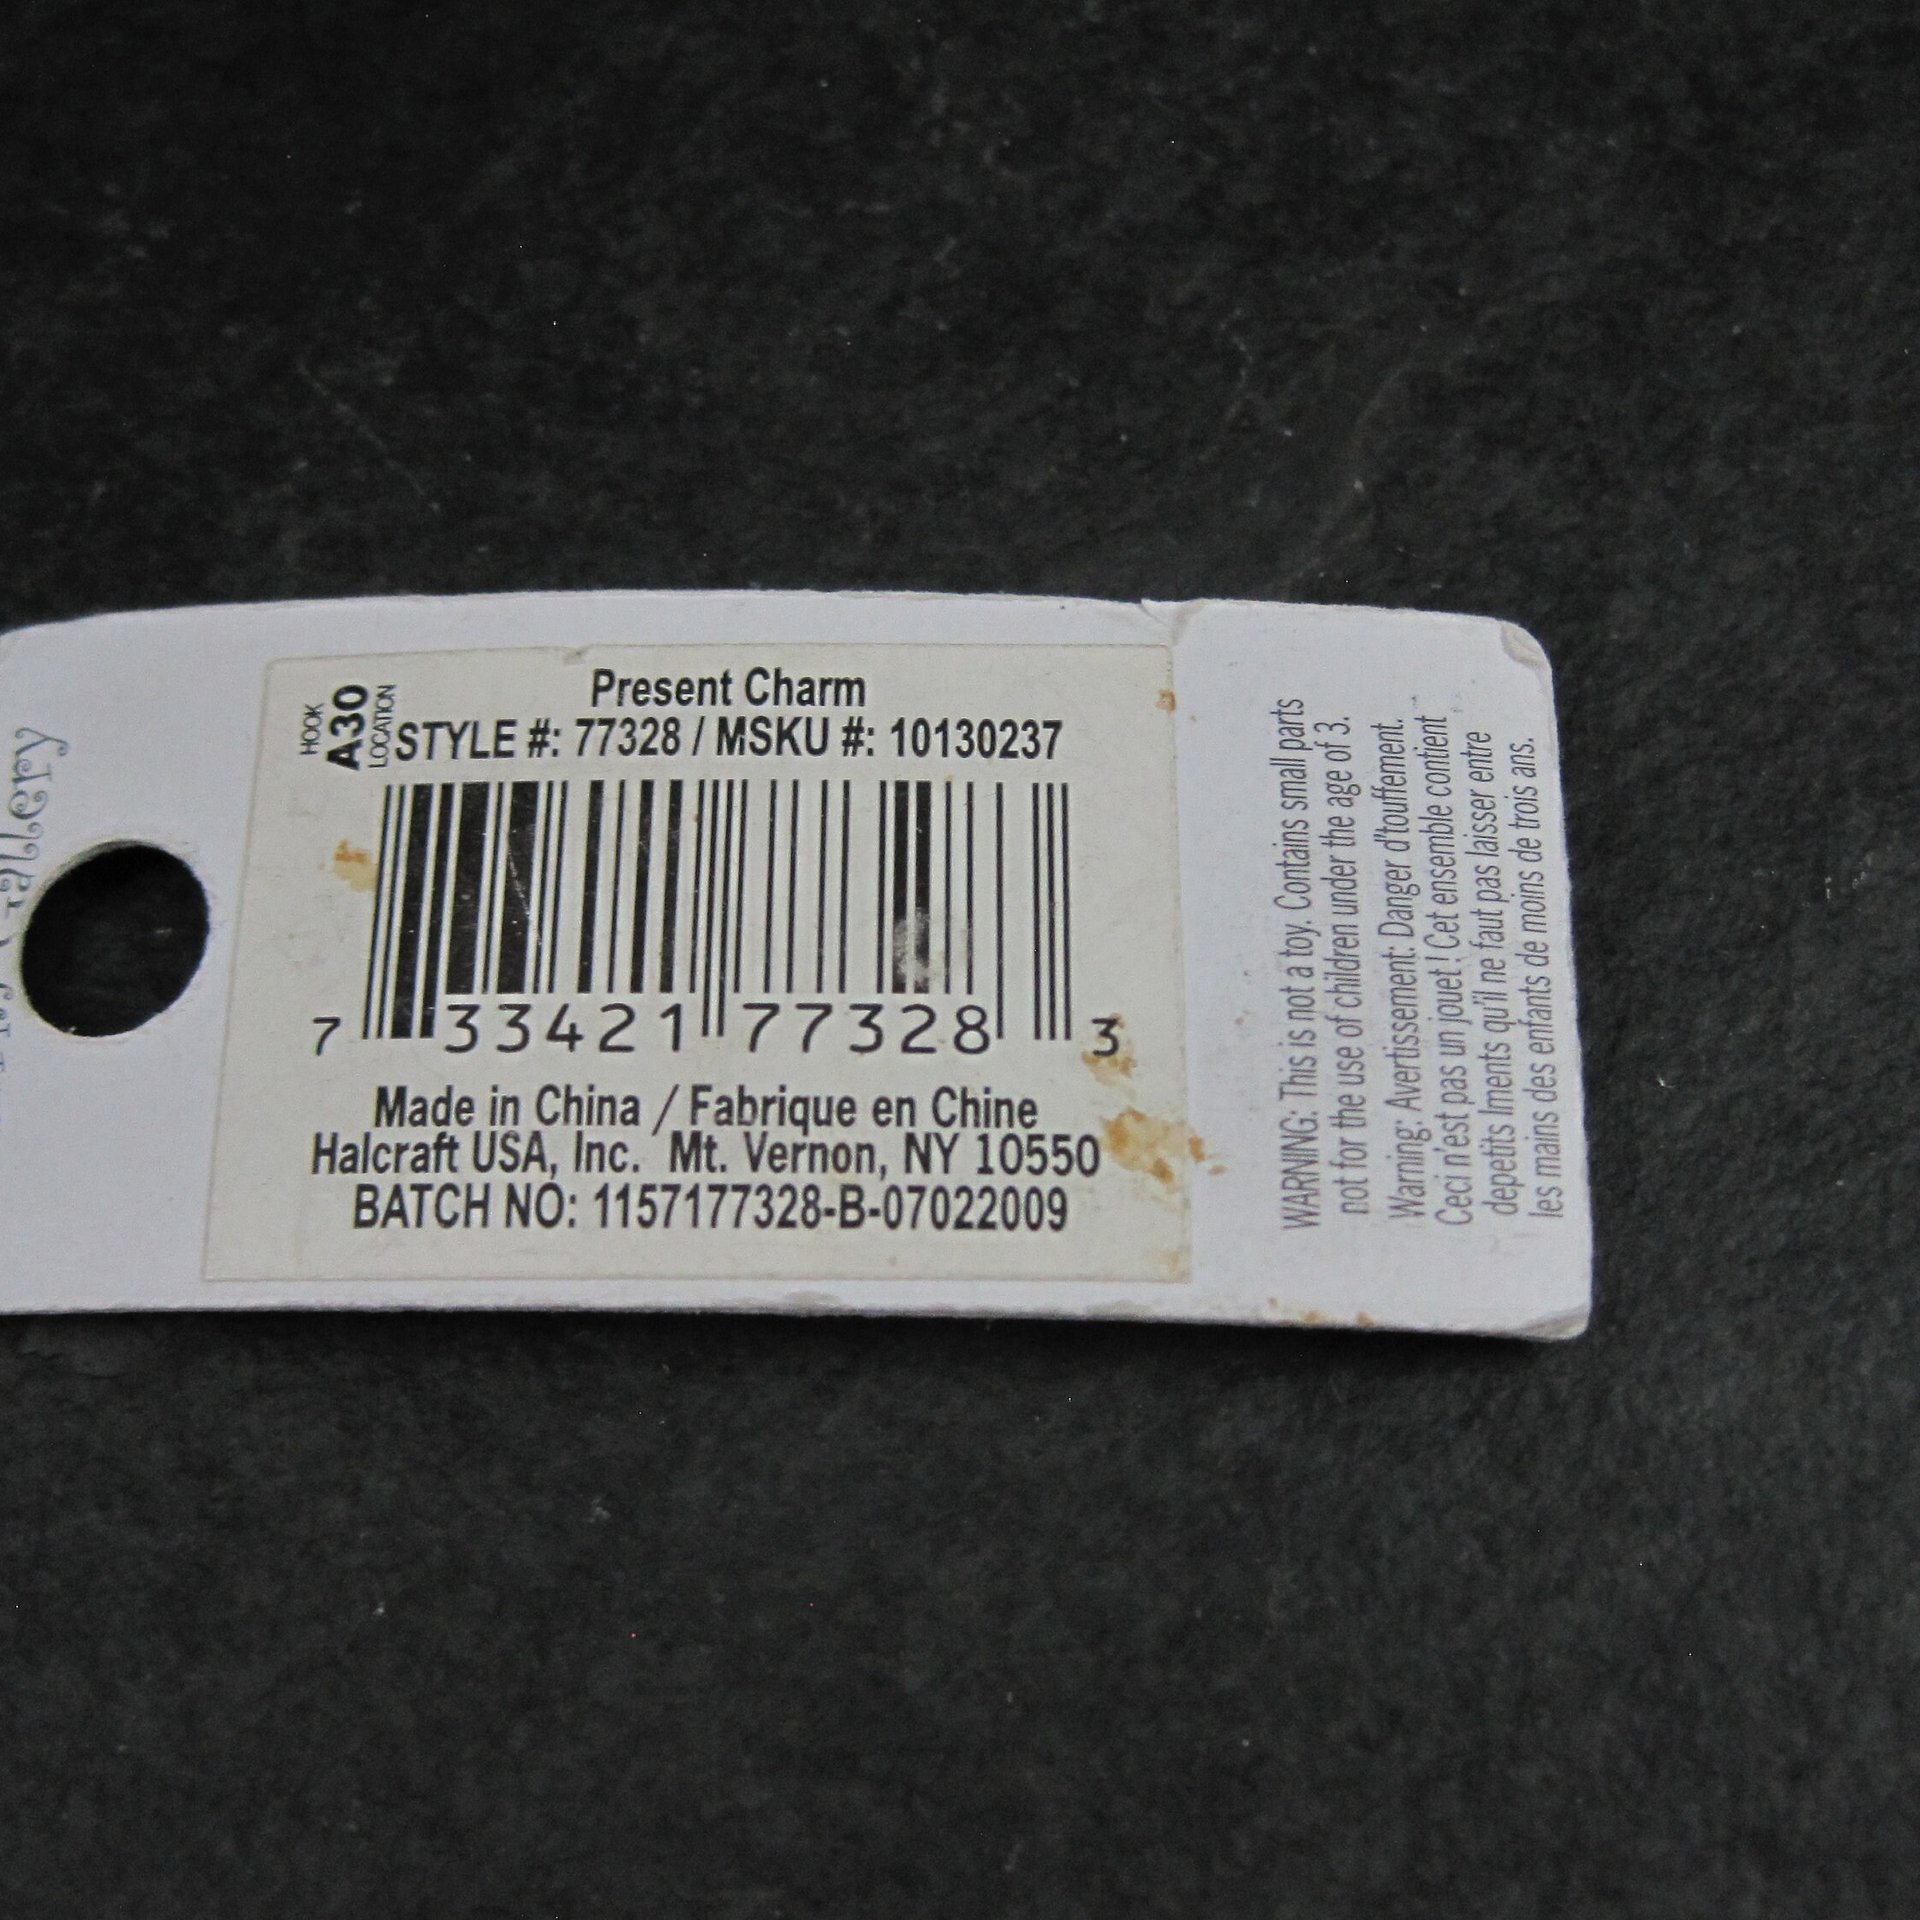 Present Charm
HOOK
A30
LOCATION
STYLE #: 77328 / MSKU #: 10130237
7 33421 77328 3
Made in China / Fabrique en Chine
Halcraft USA, Inc. Mt. Vernon, NY 10550
BATCH NO: 1157177328-B-07022009
WARNING: This is not a toy. Contains small parts
not for the use of children under the age of 3.
Warning: Avertissement: Danger d'touffement.
Ceci n'est pas un jouet ! Cet ensemble contient
depetits lments qu'il ne faut pas laisser entre
les mains des enfants de moins de trois ans.